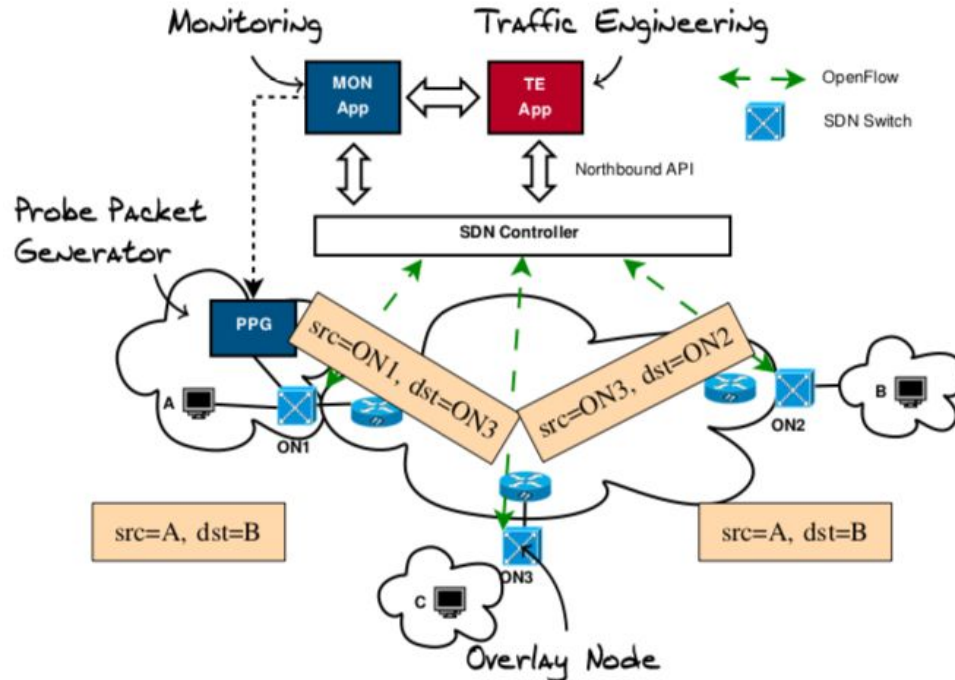 Monitoring
Traffic Engineering
MON
App
TE
App
OpenFlow
SDN Switch
Northbound API
Probe Packet
Generator
SDN Controller
PPG
src=ON1, dst=ON3
src=ON3, dst=ON2
A
ON1
ON2
B
src=A, dst=B
src=A, dst=B
ON3
C
Overlay Node